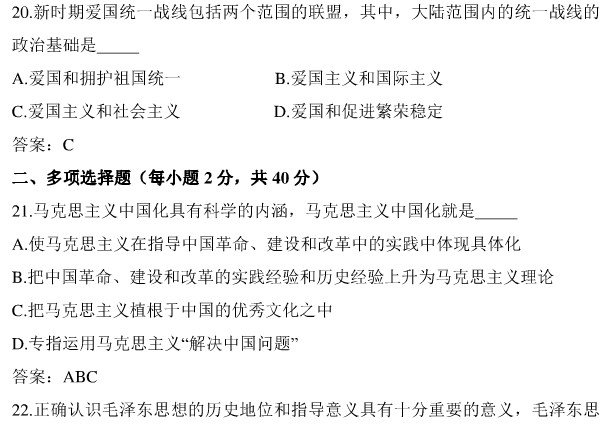 20.新时期爱国统一战线包括两个范围的联盟，其中，大陆范围内的统一战线的
政治基础是_____
A.爱国和拥护祖国统一 B.爱国主义和国际主义
C.爱国主义和社会主义 D.爱国和促进繁荣稳定
答案：C
二、多项选择题（每小题 2 分，共 40 分）
21.马克思主义中国化具有科学的内涵，马克思主义中国化就是_____
A.使马克思主义在指导中国革命、建设和改革中的实践中体现具体化
B.把中国革命、建设和改革的实践经验和历史经验上升为马克思主义理论
C.把马克思主义植根于中国的优秀文化之中
D.专指运用马克思主义“解决中国问题”
答案：ABC
22.正确认识毛泽东思想的历史地位和指导意义具有十分重要的意义，毛泽东思